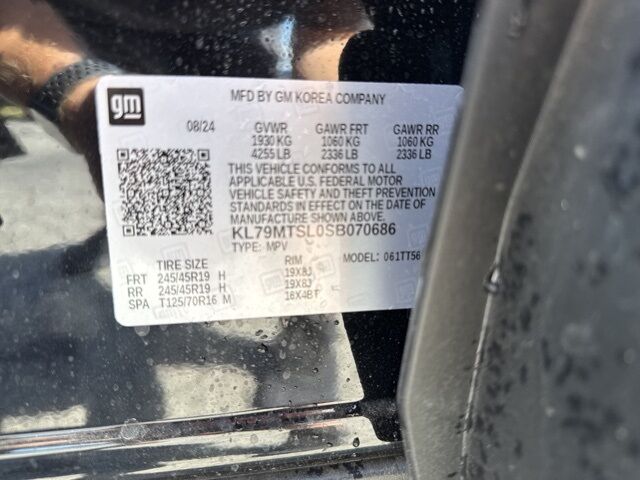 gm
MFD BY GM KOREA COMPANY
08/24 GVWR GAWR FRT GAWR RR
1930 KG 1060 KG 1060 KG
4255 LB 2336 LB 2336 LB
THIS VEHICLE CONFORMS TO ALL
APPLICABLE U.S. FEDERAL MOTOR
VEHICLE SAFETY AND THEFT PREVENTION
STANDARDS IN EFFECT ON THE DATE OF
MANUFACTURE SHOWN ABOVE.
KL79MTSL0SB070686
TYPE: MPV MODEL: 061TT56
TIRE SIZE RIM
FRT 245/45R19 H 19X8J
RR 245/45R19 H 19X8J
SPA T125/70R16 M 16X4BT